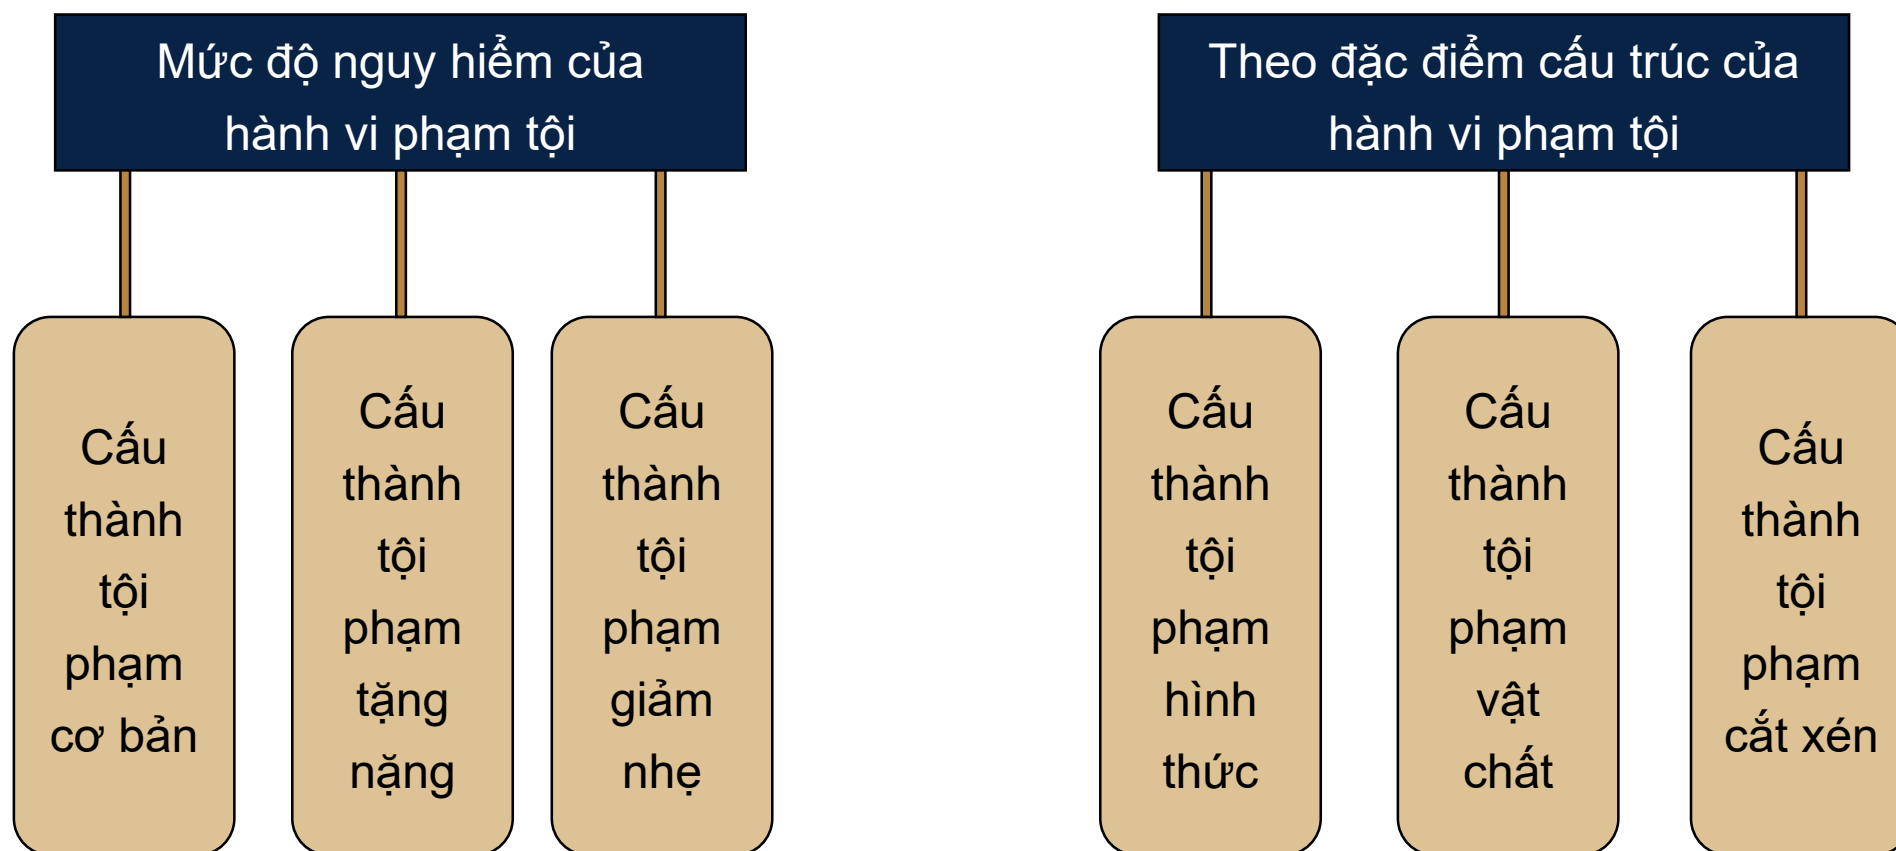 Mức độ nguy hiểm của
hành vi phạm tội
Cấu
thành
tội
phạm
cơ bản
Cấu
thành
tội
phạm
tặng
nặng
Cấu
thành
tội
phạm
giảm
nhẹ
Theo đặc điểm cấu trúc của
hành vi phạm tội
Cấu
thành
tội
phạm
hình
thức
Cấu
thành
tội
phạm
vật
chất
Cấu
thành
tội
phạm
cắt xén